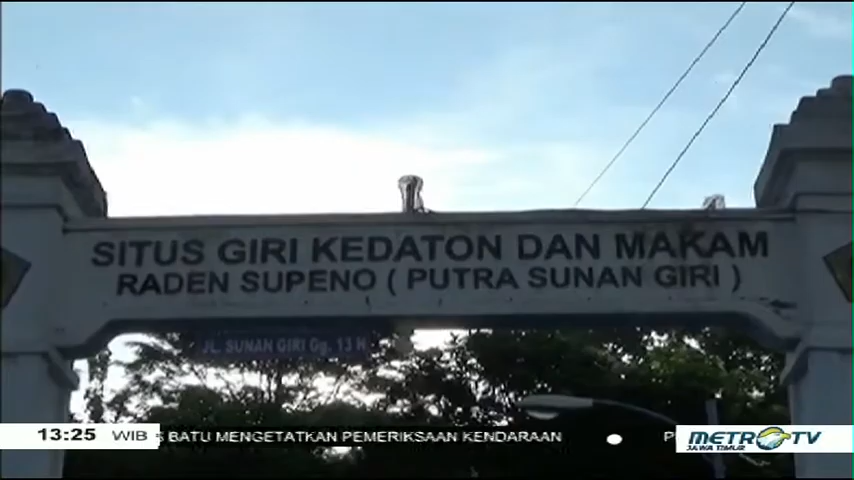 SITUS GIRI KEDATON DAN MAKAM
RADEN SUPENO ( PUTRA SUNAN GIRI )
JL. SUNAN GIRI Gg. 13 H
13:25 WIB
BATU MENGETATKAN PEMERIKSAAN KENDARAAN
METRO TV
JAWA TIMUR